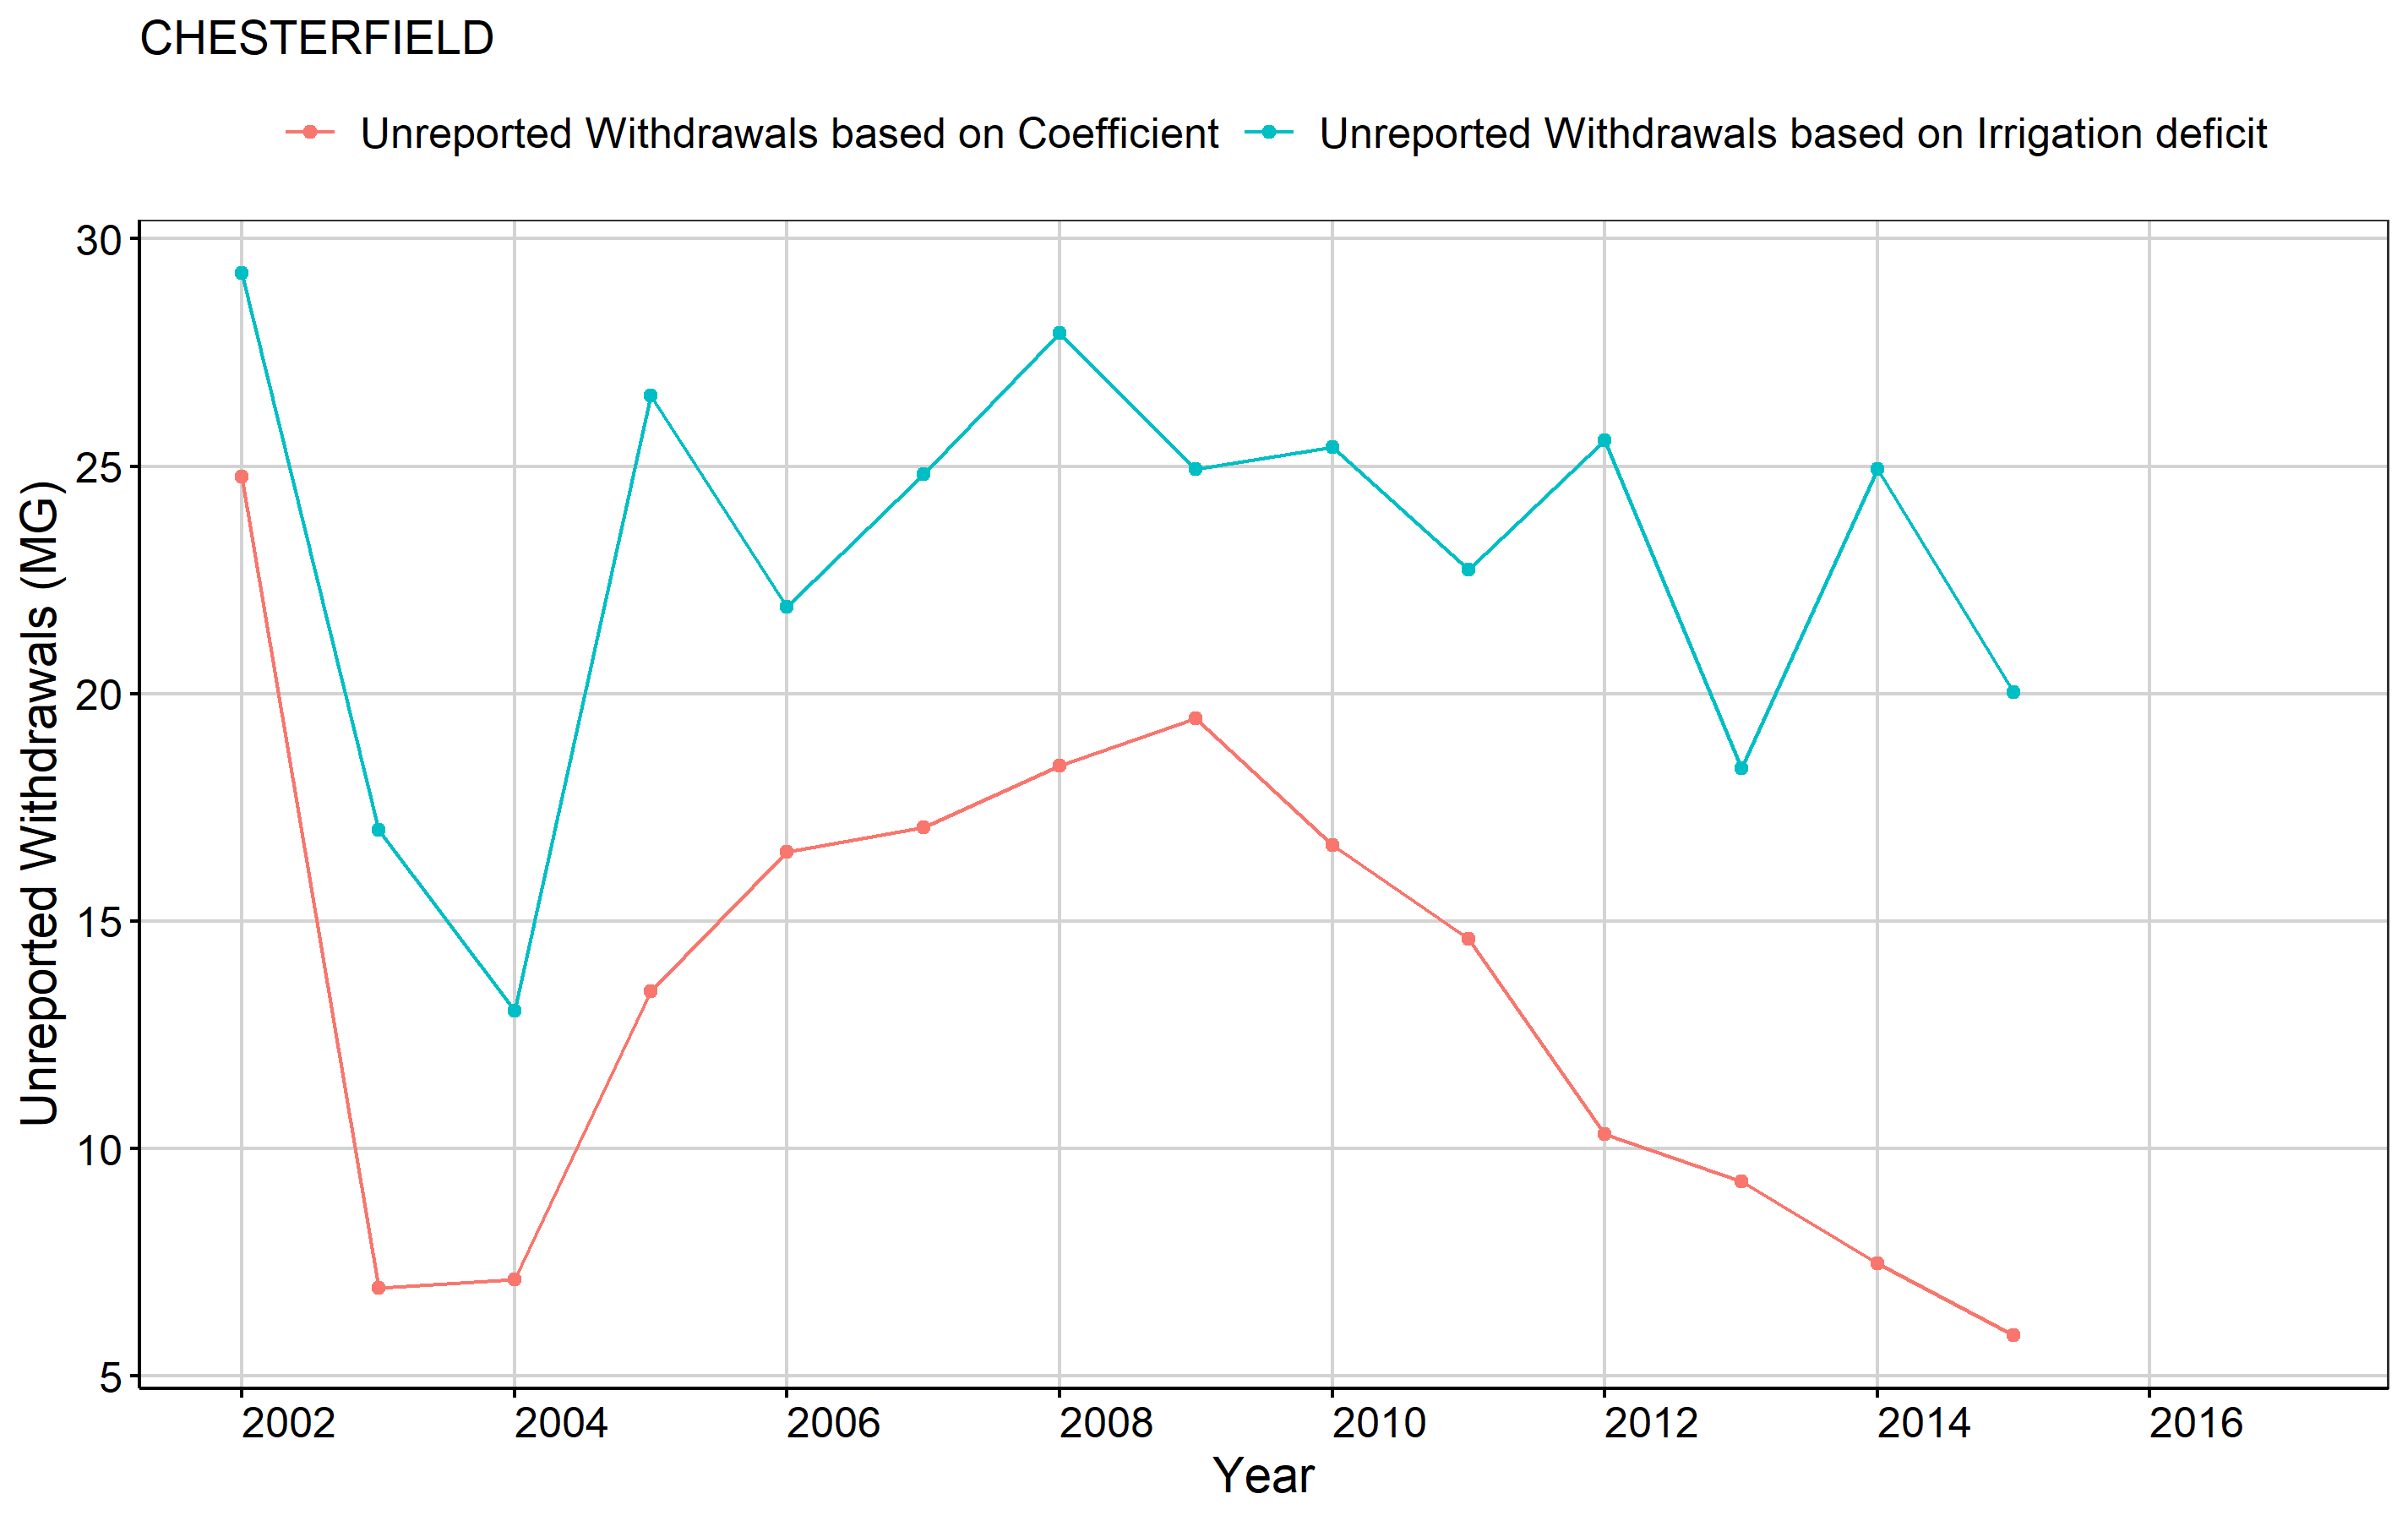 CHESTERFIELD
Unreported Withdrawals based on Coefficient Unreported Withdrawals based on Irrigation deficit
30
25
20
15
10
5
Unreported Withdrawals (MG)
2002 2004 2006 2008 2010 2012 2014 2016
Year